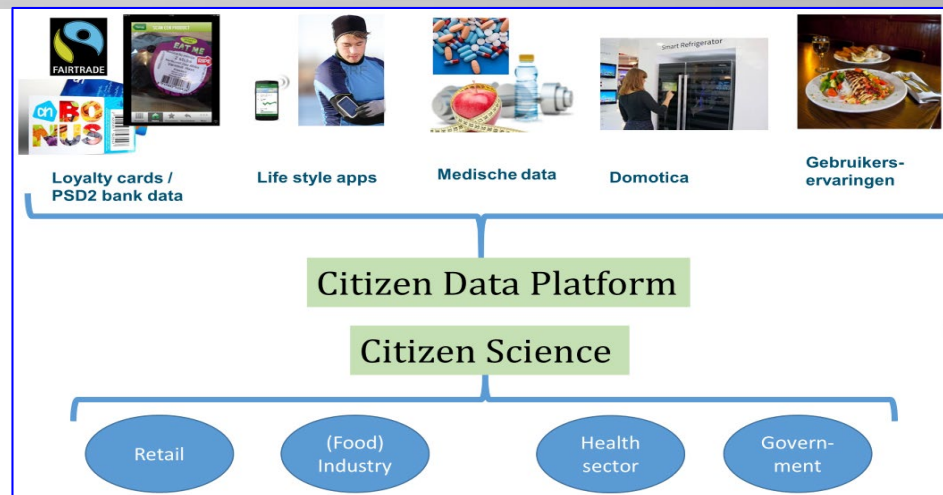 FAIRTRADE
EAT ME
ah BO
NUS
Smart Refrigerator
Loyalty cards /
PSD2 bank data
Life style apps
Medische data
Domotica
Gebruikers-
ervaringen
Citizen Data Platform
Citizen Science
Retail
(Food)
Industry
Health
sector
Govern-
ment